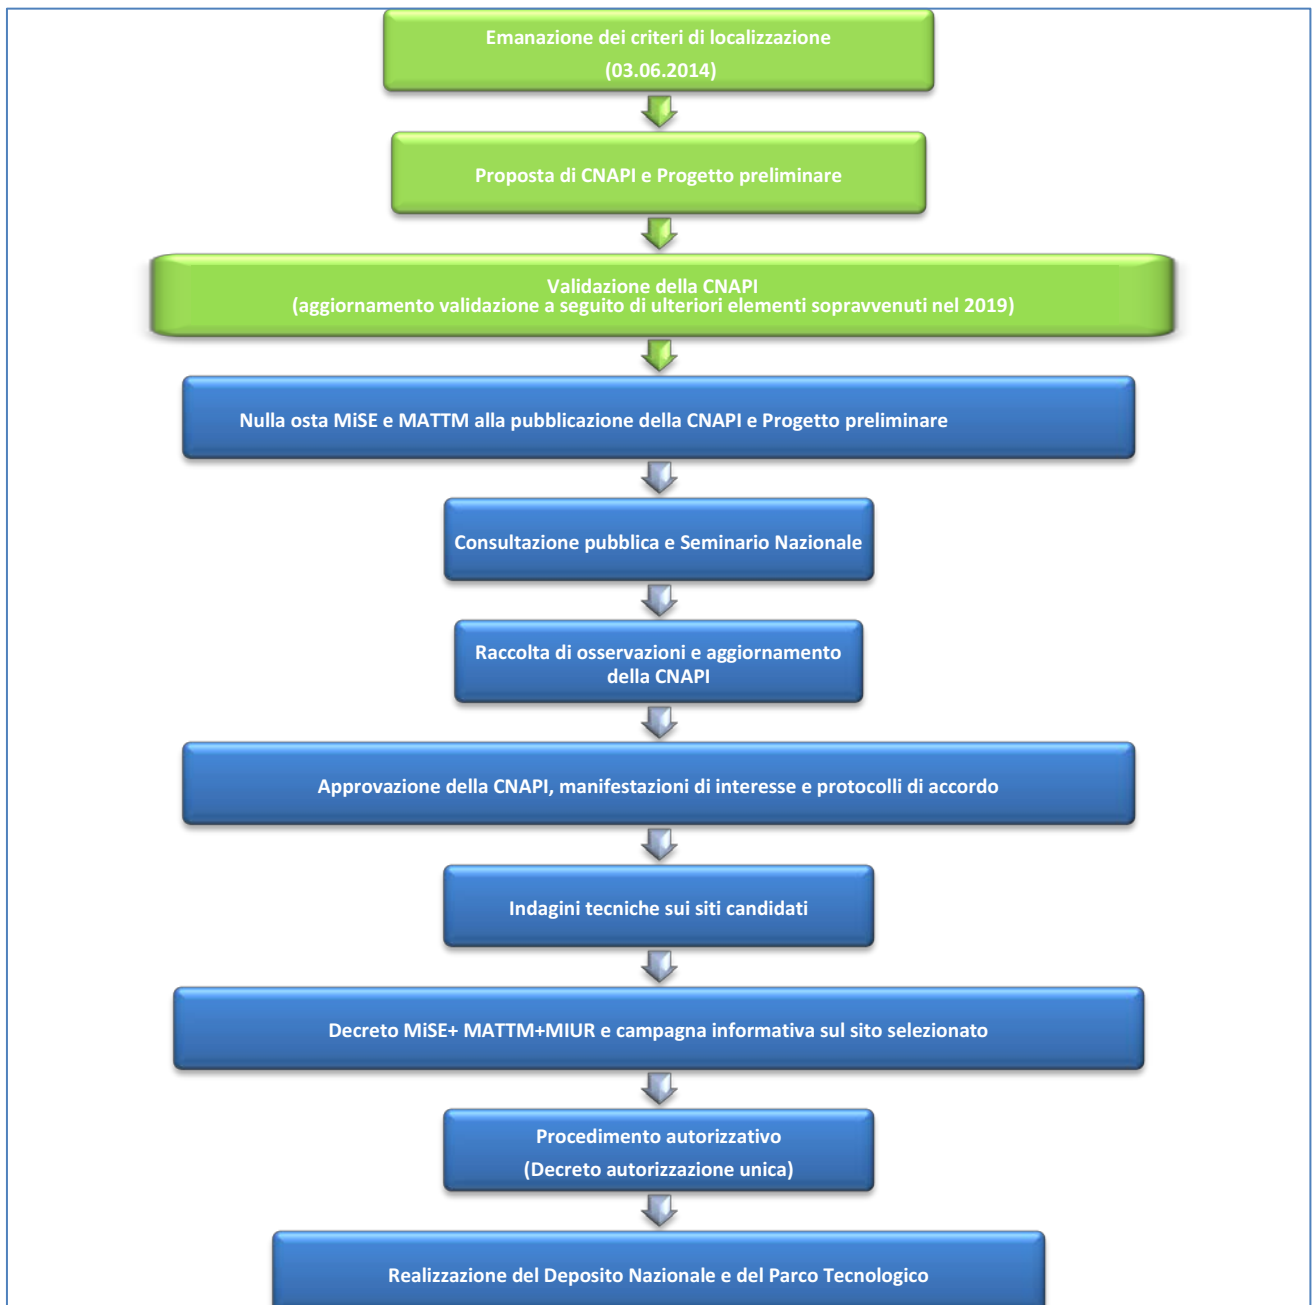 Emanazione dei criteri di localizzazione
(03.06.2014)
Proposta di CNAPI e Progetto preliminare
Validazione della CNAPI
(aggiornamento validazione a seguito di ulteriori elementi sopravvenuti nel 2019)
Nulla osta MiSE e MATTM alla pubblicazione della CNAPI e Progetto preliminare
Consultazione pubblica e Seminario Nazionale
Raccolta di osservazioni e aggiornamento
della CNAPI
Approvazione della CNAPI, manifestazioni di interesse e protocolli di accordo
Indagini tecniche sui siti candidati
Decreto MiSE+ MATTM+MIUR e campagna informativa sul sito selezionato
Procedimento autorizzativo
(Decreto autorizzazione unica)
Realizzazione del Deposito Nazionale e del Parco Tecnologico